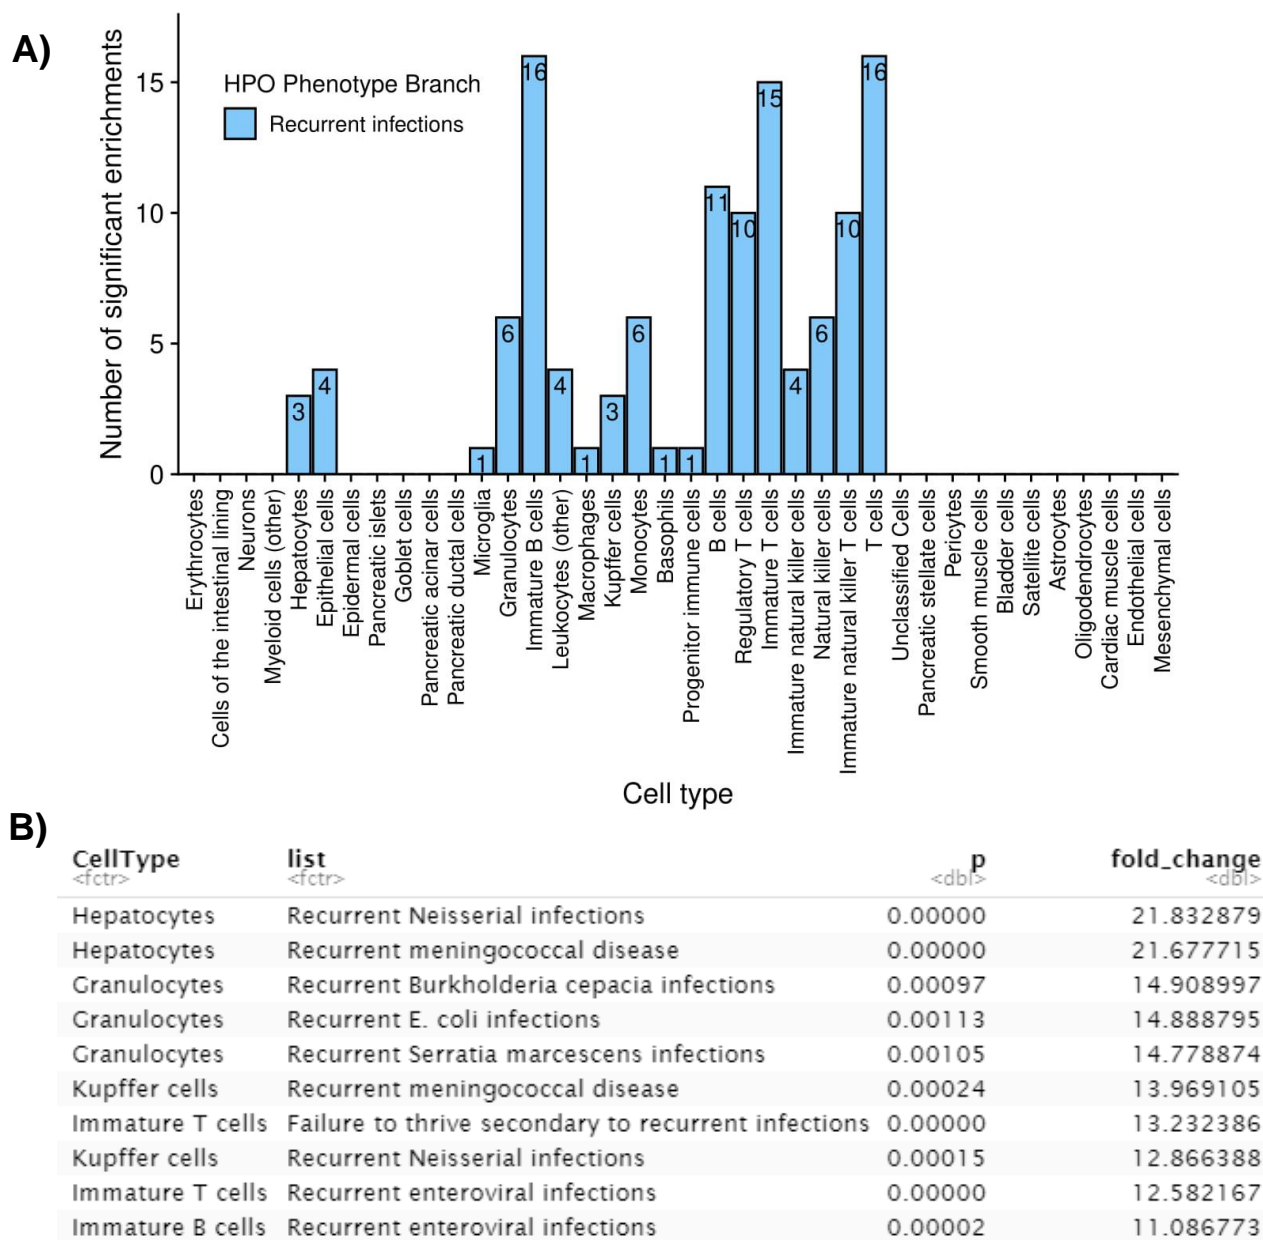 A)
Number of significant enrichments
HPO Phenotype Branch
Recurrent infections
15
10
5
0
3
4
1
6
16
4
1
3
6
1
1
11
10
15
4
6
10
16
Erythrocytes
Cells of the intestinal lining
Neurons
Myeloid cells (other)
Hepatocytes
Epithelial cells
Epidermal cells
Pancreatic islets
Goblet cells
Pancreatic acinar cells
Pancreatic ductal cells
Microglia
Granulocytes
Immature B cells
Leukocytes (other)
Macrophages
Kupffer cells
Monocytes
Basophils
Progenitor immune cells
B cells
Regulatory T cells
Immature T cells
Immature natural killer cells
Natural killer cells
Immature natural killer T cells
T cells
Unclassified Cells
Pancreatic stellate cells
Pericytes
Smooth muscle cells
Bladder cells
Satellite cells
Astrocytes
Oligodendrocytes
Cardiac muscle cells
Endothelial cells
Mesenchymal cells
Cell type
B)
CellType list p fold_change
<fctr> <fctr> <dbl> <dbl>
Hepatocytes Recurrent Neisserial infections 0.00000 21.832879
Hepatocytes Recurrent meningococcal disease 0.00000 21.677715
Granulocytes Recurrent Burkholderia cepacia infections 0.00097 14.908997
Granulocytes Recurrent E. coli infections 0.00113 14.888795
Granulocytes Recurrent Serratia marcescens infections 0.00105 14.778874
Kupffer cells Recurrent meningococcal disease 0.00024 13.969105
Immature T cells Failure to thrive secondary to recurrent infections 0.00000 13.232386
Kupffer cells Recurrent Neisserial infections 0.00015 12.866388
Immature T cells Recurrent enteroviral infections 0.00000 12.582167
Immature B cells Recurrent enteroviral infections 0.00002 11.086773